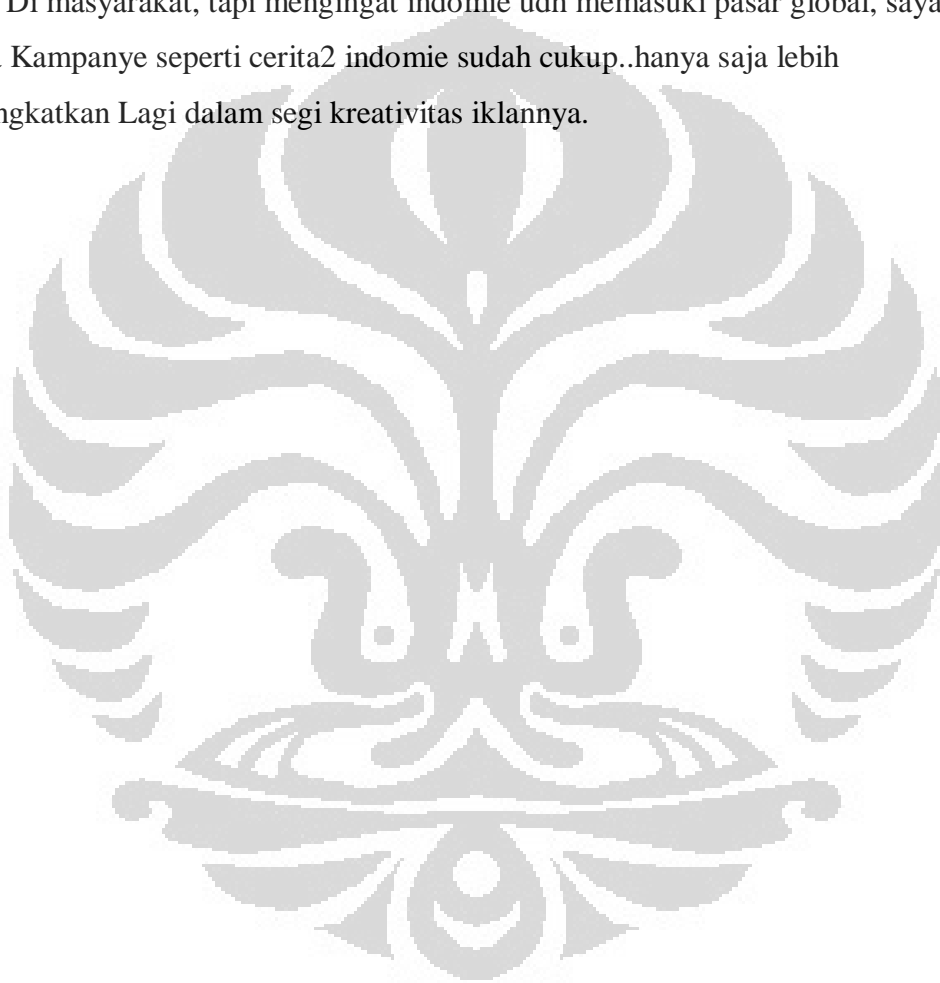 Di masyarakat, tapi mengingat indomie udh memasuki pasar global, saya
Kampanye seperti cerita2 indomie sudah cukup..hanya saja lebih
ngkatkan Lagi dalam segi kreativitas iklannya.